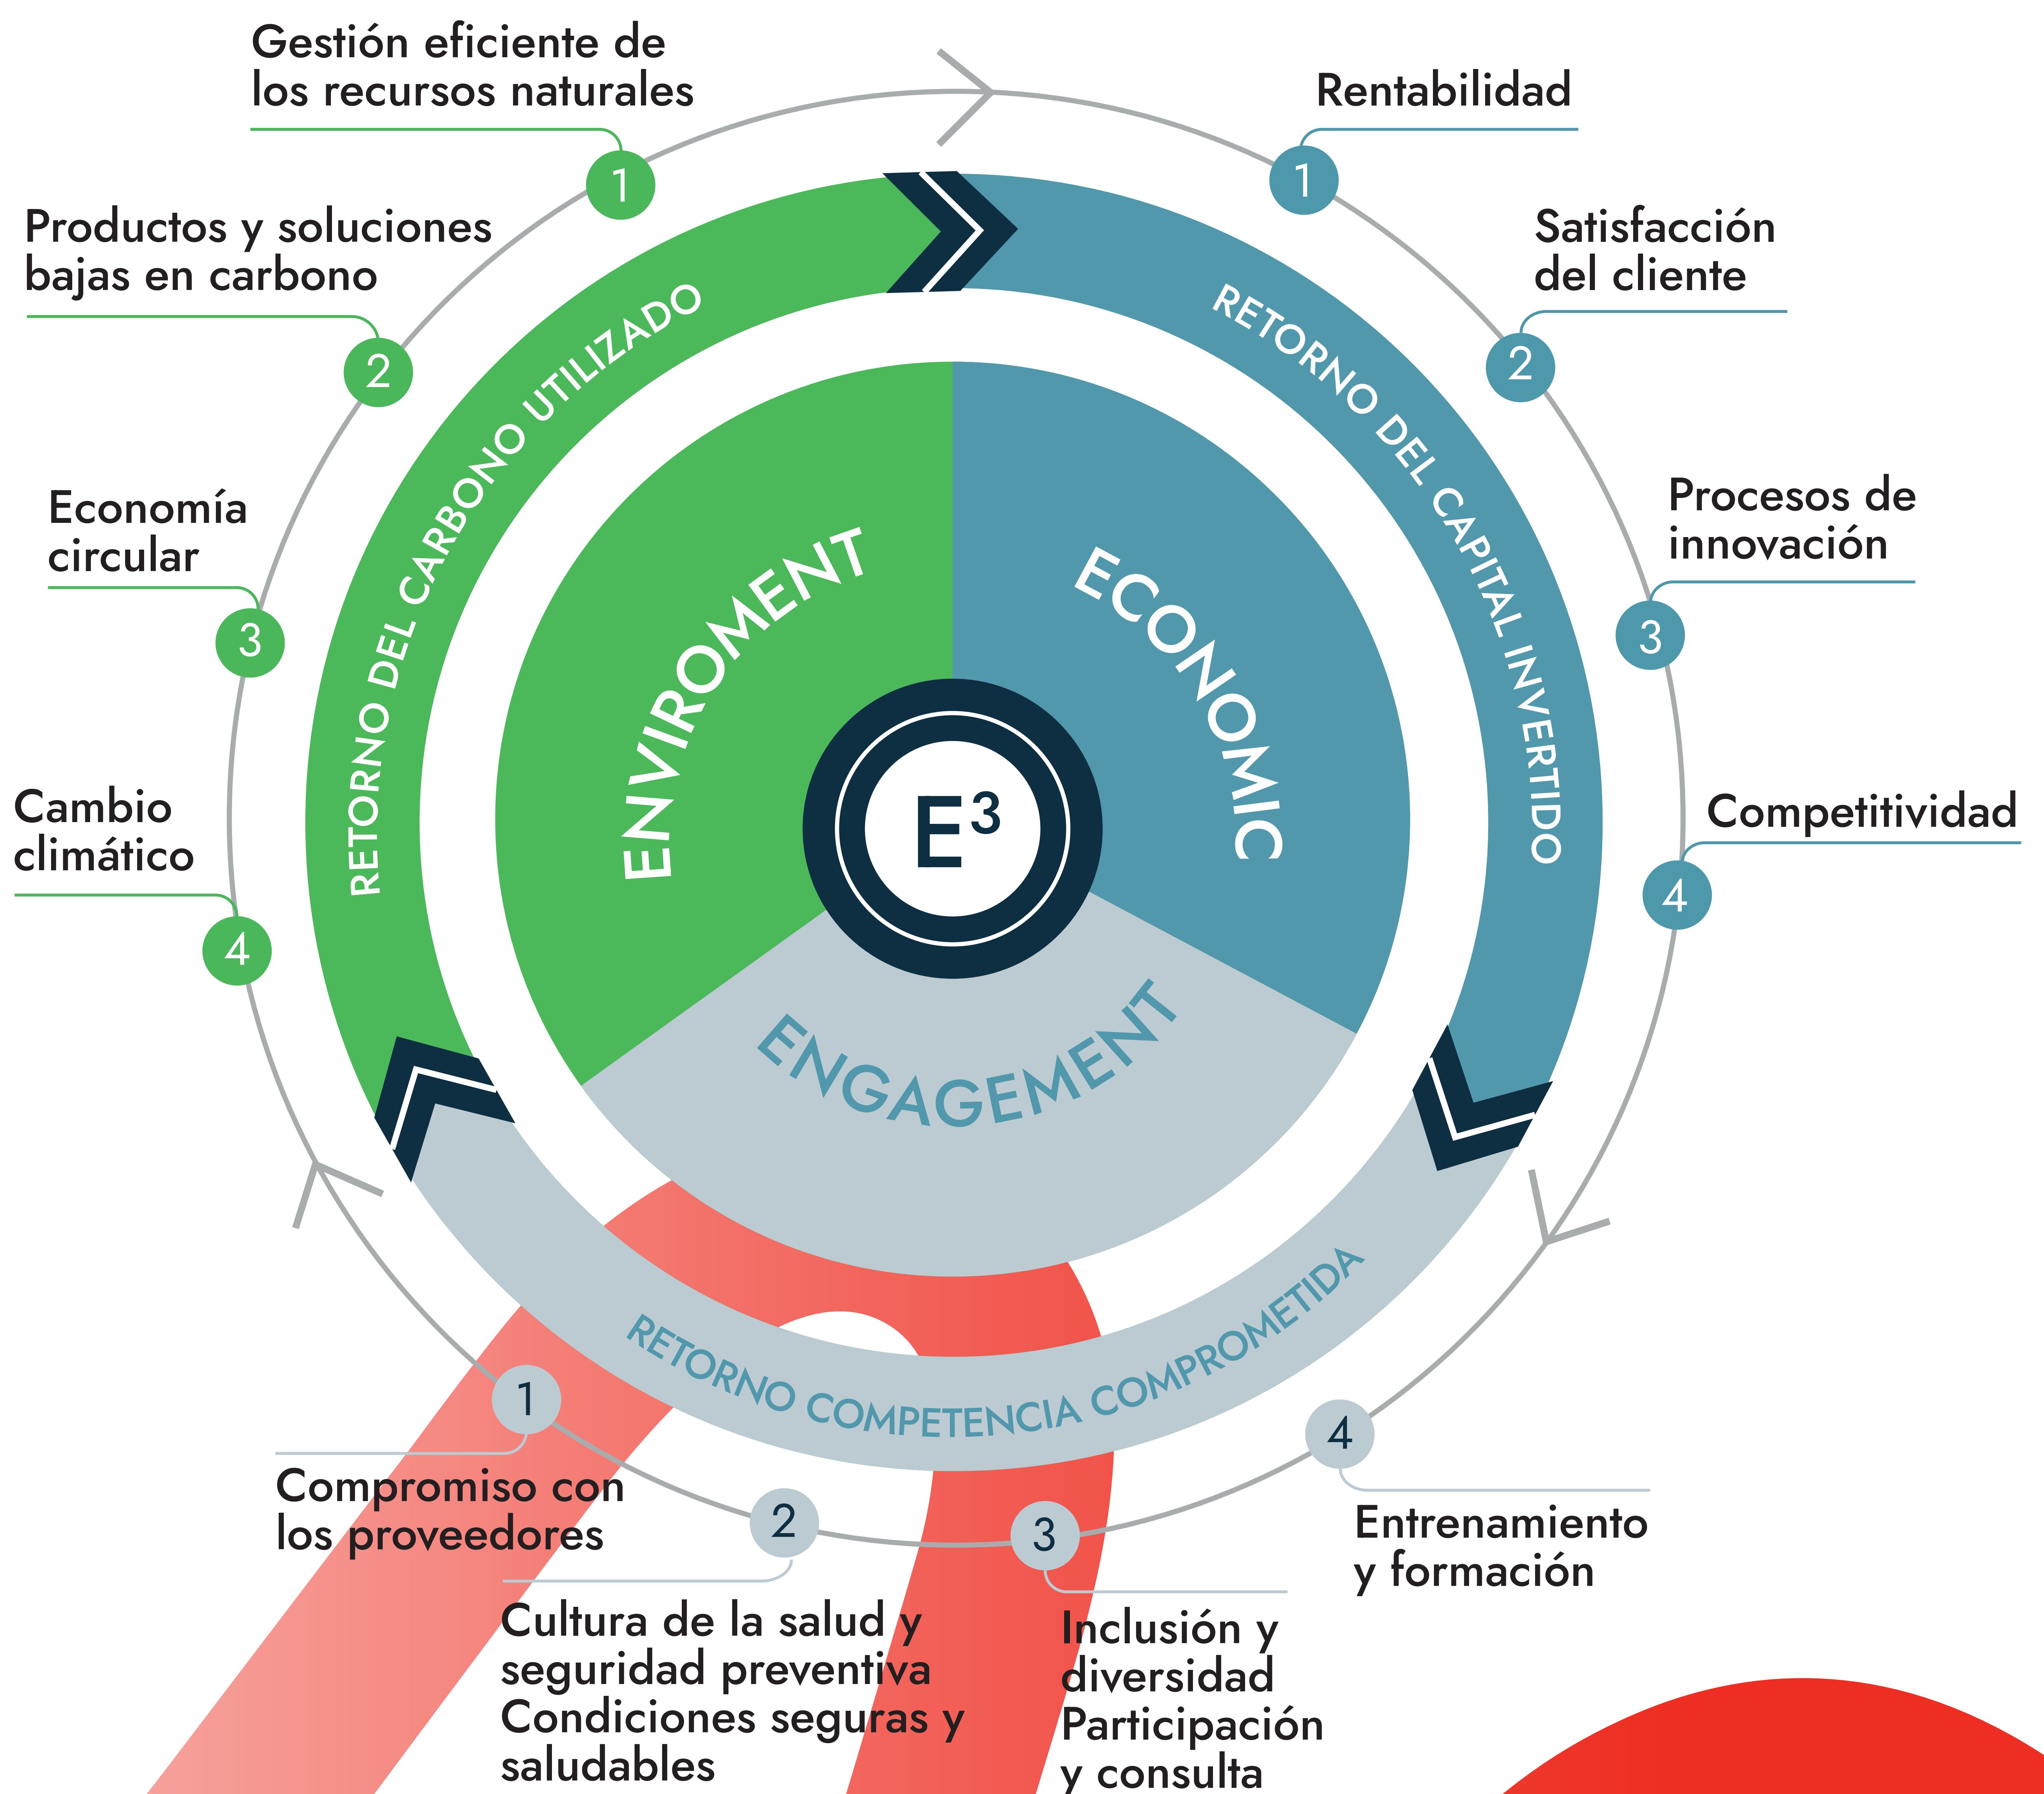 Gestión eficiente de
los recursos naturales
1
Productos y soluciones
bajas en carbono
2
Economía
circular
3
Cambio
climático
4
Rentabilidad
1
Satisfacción
del cliente
2
Procesos de
innovación
3
Competitividad
4
RETORNO DEL CARBONO UTILIZADO
RETORNO DEL CAPITAL INVERTIDO
ENVIROMENT
ECONOMIC
E³
ENGAGEMENT
RETORNO COMPETENCIA COMPROMETIDA
1
Compromiso con
los proveedores
2
Cultura de la salud y
seguridad preventiva
Condiciones seguras y
saludables
3
Inclusión y
diversidad
Participación
y consulta
4
Entrenamiento
y formación